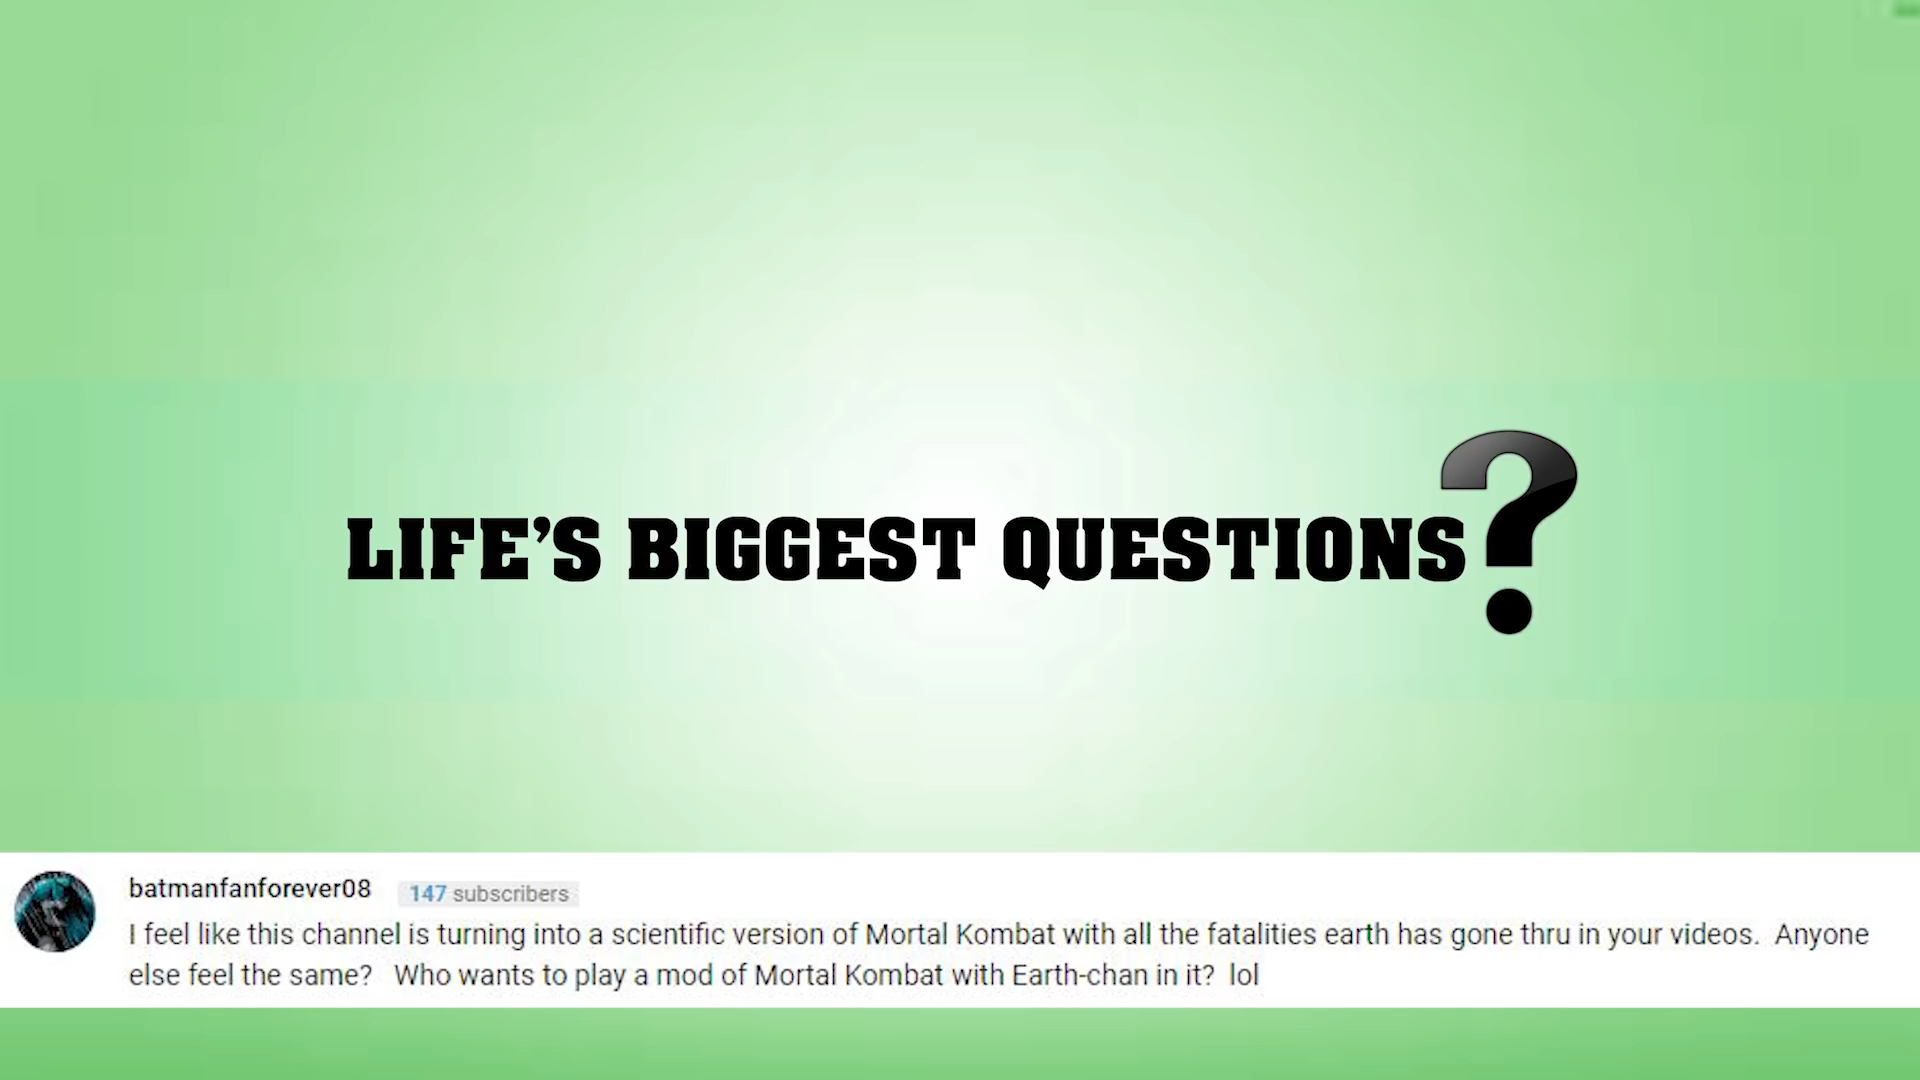 LIFE'S BIGGEST QUESTIONS?
batmanfanforever08 147 subscribers
I feel like this channel is turning into a scientific version of Mortal Kombat with all the fatalities earth has gone thru in your videos. Anyone
else feel the same? Who wants to play a mod of Mortal Kombat with Earth-chan in it? lol